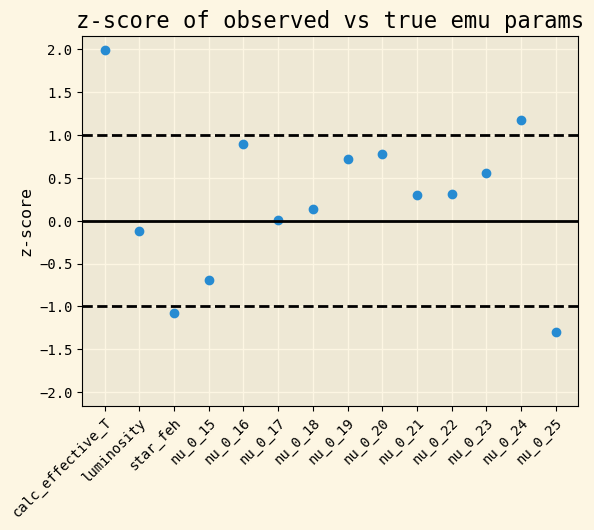 z-score of observed vs true emu params
z-score
2.0
1.5
1.0
0.5
0.0
−0.5
−1.0
−1.5
−2.0
calc_effective_T
luminosity
star_feh
nu_0_15
nu_0_16
nu_0_17
nu_0_18
nu_0_19
nu_0_20
nu_0_21
nu_0_22
nu_0_23
nu_0_24
nu_0_25